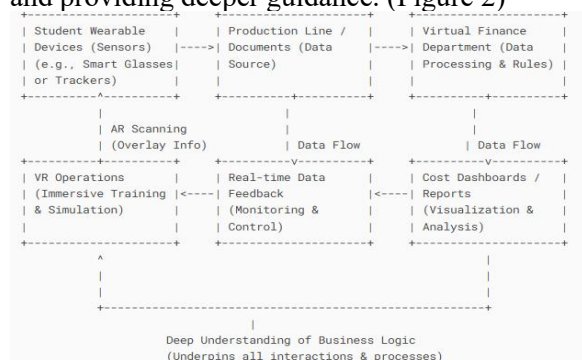 and providing deeper guidance. (Figure 2)
Student Wearable
Devices (Sensors)
(e.g., Smart Glasses
or Trackers)
Production Line /
Documents (Data
Source)
Virtual Finance
Department (Data
Processing & Rules)
AR Scanning
(Overlay Info)
Data Flow
Data Flow
VR Operations
(Immersive Training
& Simulation)
Real-time Data
Feedback
(Monitoring &
Control)
Cost Dashboards /
Reports
(Visualization &
Analysis)
Deep Understanding of Business Logic
(Underpins all interactions & processes)